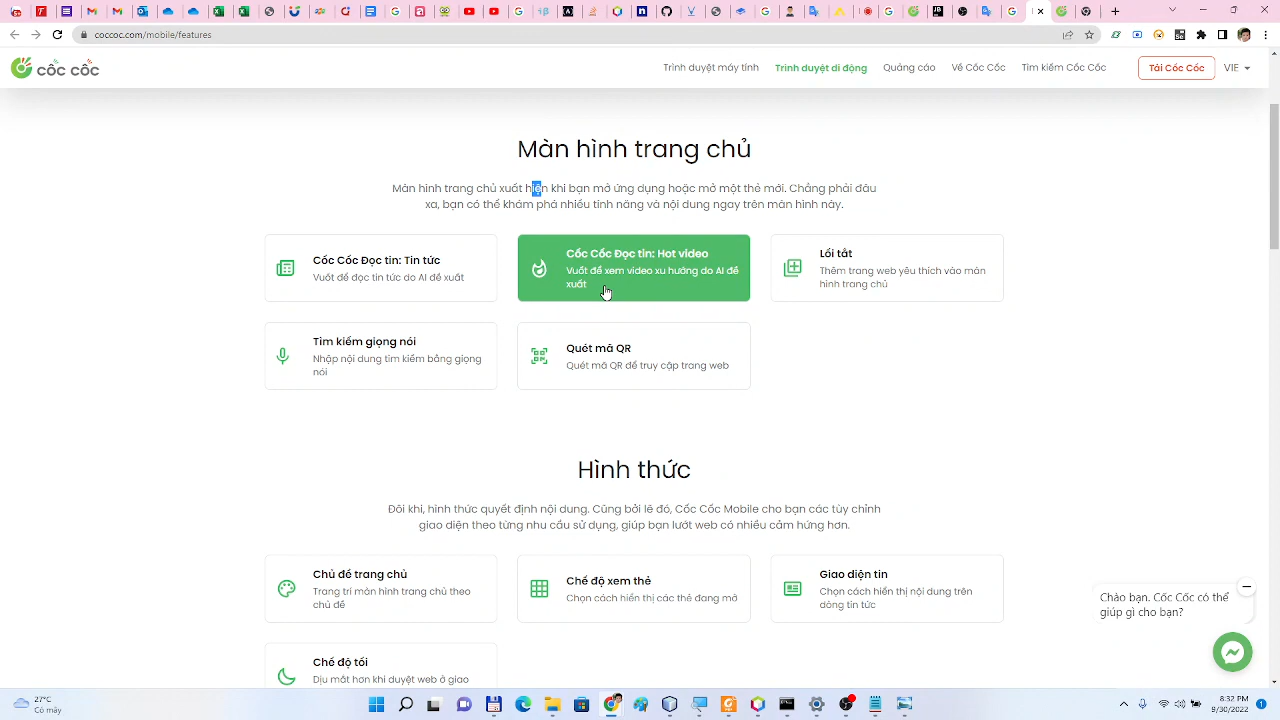 coccoc.com/mobile/features
cốc cốc
Trình duyệt máy tính
Trình duyệt di động
Quảng cáo
Về Cốc Cốc
Tìm kiếm Cốc Cốc
Tải Cốc Cốc
VIE
Màn hình trang chủ
Màn hình trang chủ xuất hiện khi bạn mở ứng dụng hoặc mở một thẻ mới. Chẳng phải đâu
xa, bạn có thể khám phá nhiều tính năng và nội dung ngay trên màn hình này.
Cốc Cốc Đọc tin: Tin tức
Vuốt để đọc tin tức do AI đề xuất
Cốc Cốc Đọc tin: Hot video
Vuốt để xem video xu hướng do AI đề
xuất
Lối tắt
Thêm trang web yêu thích vào màn
hình trang chủ
Tìm kiếm giọng nói
Nhập nội dung tìm kiếm bằng giọng
nói
Quét mã QR
Quét mã QR để truy cập trang web
Hình thức
Đôi khi, hình thức quyết định nội dung. Cũng bởi lẽ đó, Cốc Cốc Mobile cho bạn các tùy chỉnh
giao diện theo từng nhu cầu sử dụng, giúp bạn lướt web có nhiều cảm hứng hơn.
Chủ đề trang chủ
Trang trí màn hình trang chủ theo
chủ đề
Chế độ xem thẻ
Chọn cách hiển thị các thẻ đang mở
Giao diện tin
Chọn cách hiển thị nội dung trên
dòng tin tức
Chế độ tối
Dịu mắt hơn khi duyệt web ở giao
Chào bạn. Cốc Cốc có thể
giúp gì cho bạn?
27°C
Có mây
8:32 PM
9/30/2022